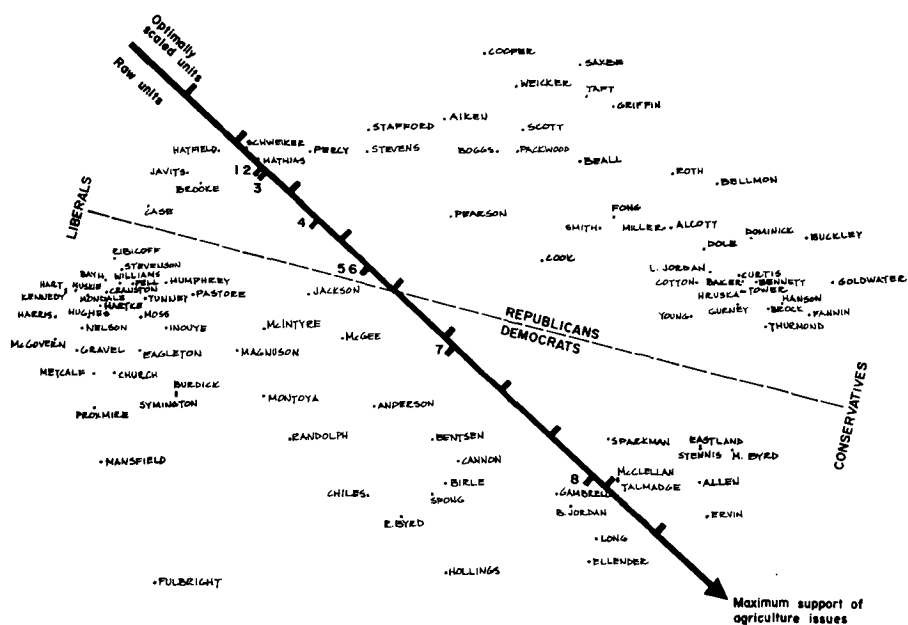 Optimally
scaled units
Raw units
COOPER
SAXBE
WEICKER
TAFT
GRIFFIN
AIKEN
STAFFORD
SCOTT
HATFIELD
SCHWEIKER
PERCY
STEVENS
BOGGS
PACKWOOD
MATHIAS
BEALL
JAVITS
1 2
3
ROTH
BELLMON
BROOKE
LIBERALS
CASE
4
PEARSON
FONG
SMITH
MILLER
ALCOTT
DOMINICK
BUCKLEY
DOLE
RIBICOFF
STEVENSON
5 6
COOK
L. JORDAN
BAYH
WILLIAMS
CURTIS
HART
MUSKIE
PELL
HUMPHREY
COTTON
BAKER
BENNETT
GOLDWATER
CRANSTON
KENNEDY
MONDALE
TUNNEY
PASTORE
JACKSON
HRUSKA
TOWER
HANSON
HARTKE
HARRIS
HUGHES
MOSS
REPUBLICANS
YOUNG
GURNEY
BROCK
FANNIN
NELSON
INOUYE
McINTYRE
DEMOCRATS
THURMOND
McGOVERN
GRAVEL
EAGLETON
MAGNUSON
McGEE
7
METCALF
CHURCH
BURDICK
CONSERVATIVES
SYMINGTON
MONTOYA
ANDERSON
PROXMIRE
RANDOLPH
BENTSEN
SPARKMAN
EASTLAND
STENNIS
H. BYRD
MANSFIELD
CANNON
McCLELLAN
BIRLE
8
TALMADGE
ALLEN
CHILES
SPONG
GAMBRELL
B. JORDAN
ERVIN
R. BYRD
LONG
ELLENDER
HOLLINGS
FULBRIGHT
Maximum support of
agriculture issues